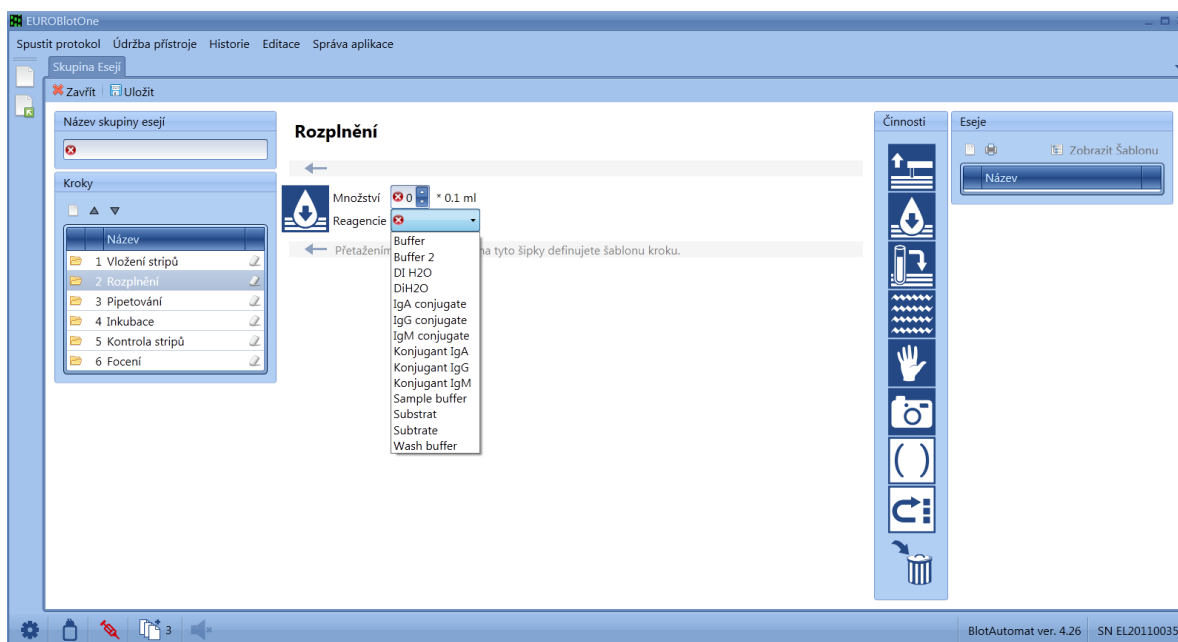 EUROBlotOne
Spustit protokol Údržba přístroje Historie Editace Správa aplikace
Skupina Esejí
Zavřít Uložit
Název skupiny esejí
Kroky
Název
1 Vložení stripů
2 Rozplnění
3 Pipetování
4 Inkubace
5 Kontrola stripů
6 Focení
Rozplnění
Množství 0 * 0.1 ml
Reagencie
Přetažením na tyto šipky definujete šablonu kroku.
Buffer
Buffer 2
DI H2O
DiH2O
IgA conjugate
IgG conjugate
IgM conjugate
Konjugant IgA
Konjugant IgG
Konjugant IgM
Sample buffer
Substrat
Subtrate
Wash buffer
Činnosti
Eseje
Zobrazit Šablonu
Název
3
BlotAutomat ver. 4.26 SN EL20110035